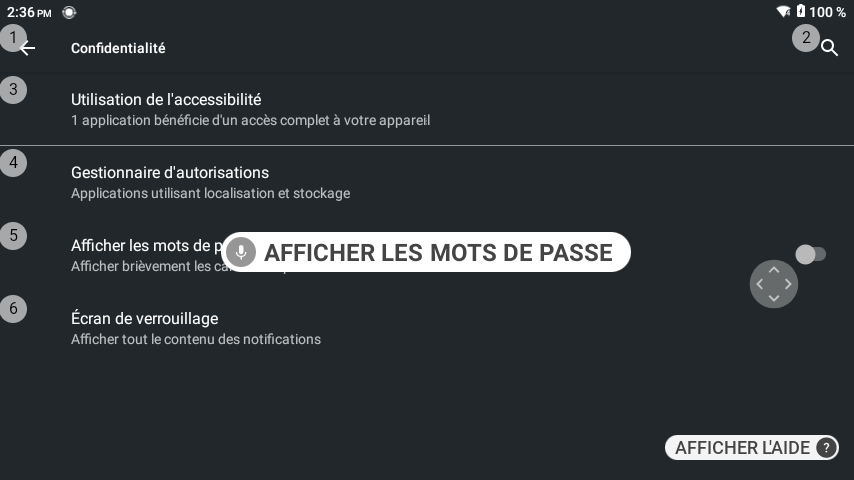 2:36 PM 100 %
1 Confidentialité 2
3 Utilisation de l'accessibilité
1 application bénéficie d'un accès complet à votre appareil
4 Gestionnaire d'autorisations
Applications utilisant localisation et stockage
5 Afficher les mots de
AFFICHER LES MOTS DE PASSE
Afficher brièvement les
6 Écran de verrouillage
Afficher tout le contenu des notifications
AFFICHER L'AIDE ?